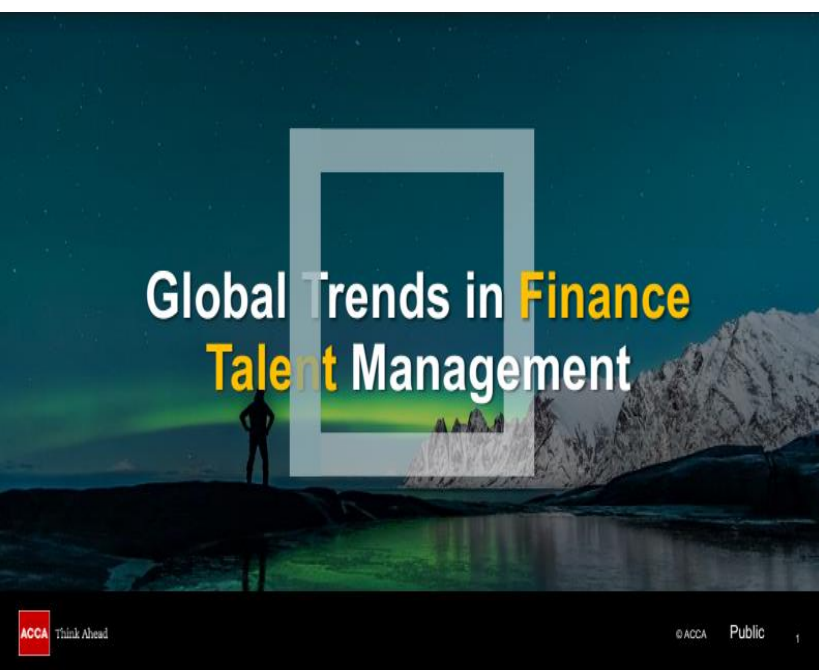 Global Trends in Finance
Talent Management
ACCA Think Ahead
© ACCA Public 1